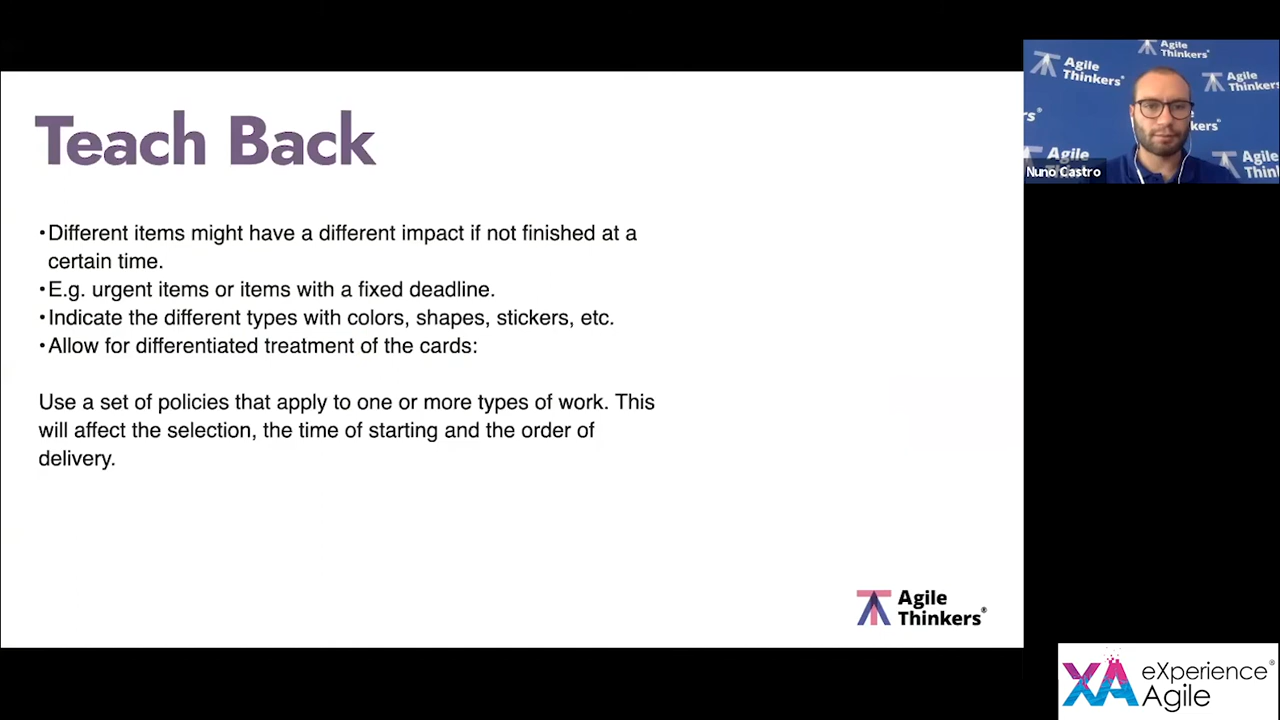 Teach Back
•Different items might have a different impact if not finished at a
certain time.
•E.g. urgent items or items with a fixed deadline.
•Indicate the different types with colors, shapes, stickers, etc.
•Allow for differentiated treatment of the cards:
Use a set of policies that apply to one or more types of work. This
will affect the selection, the time of starting and the order of
delivery.
Agile
Thinkers®
Agile
Thinkers®
Agile
Thinkers®
Agile
Thinkers
kers®
Agile
Agile
Nuno Castro
XA eXperience®
Agile